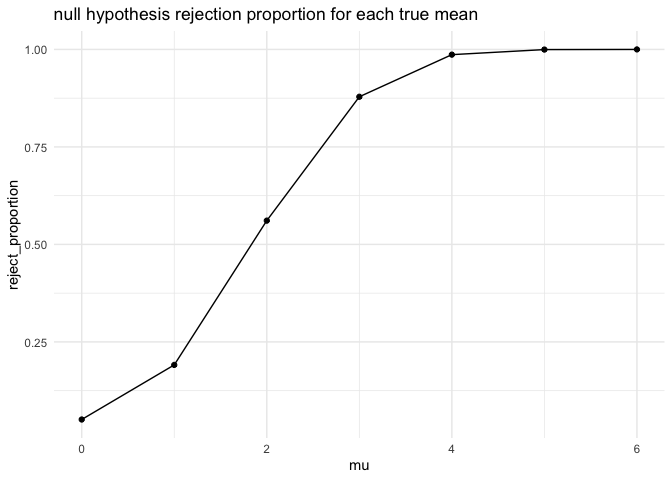 null hypothesis rejection proportion for each true mean
1.00
0.75
0.50
0.25
reject_proportion
0
2
4
6
mu